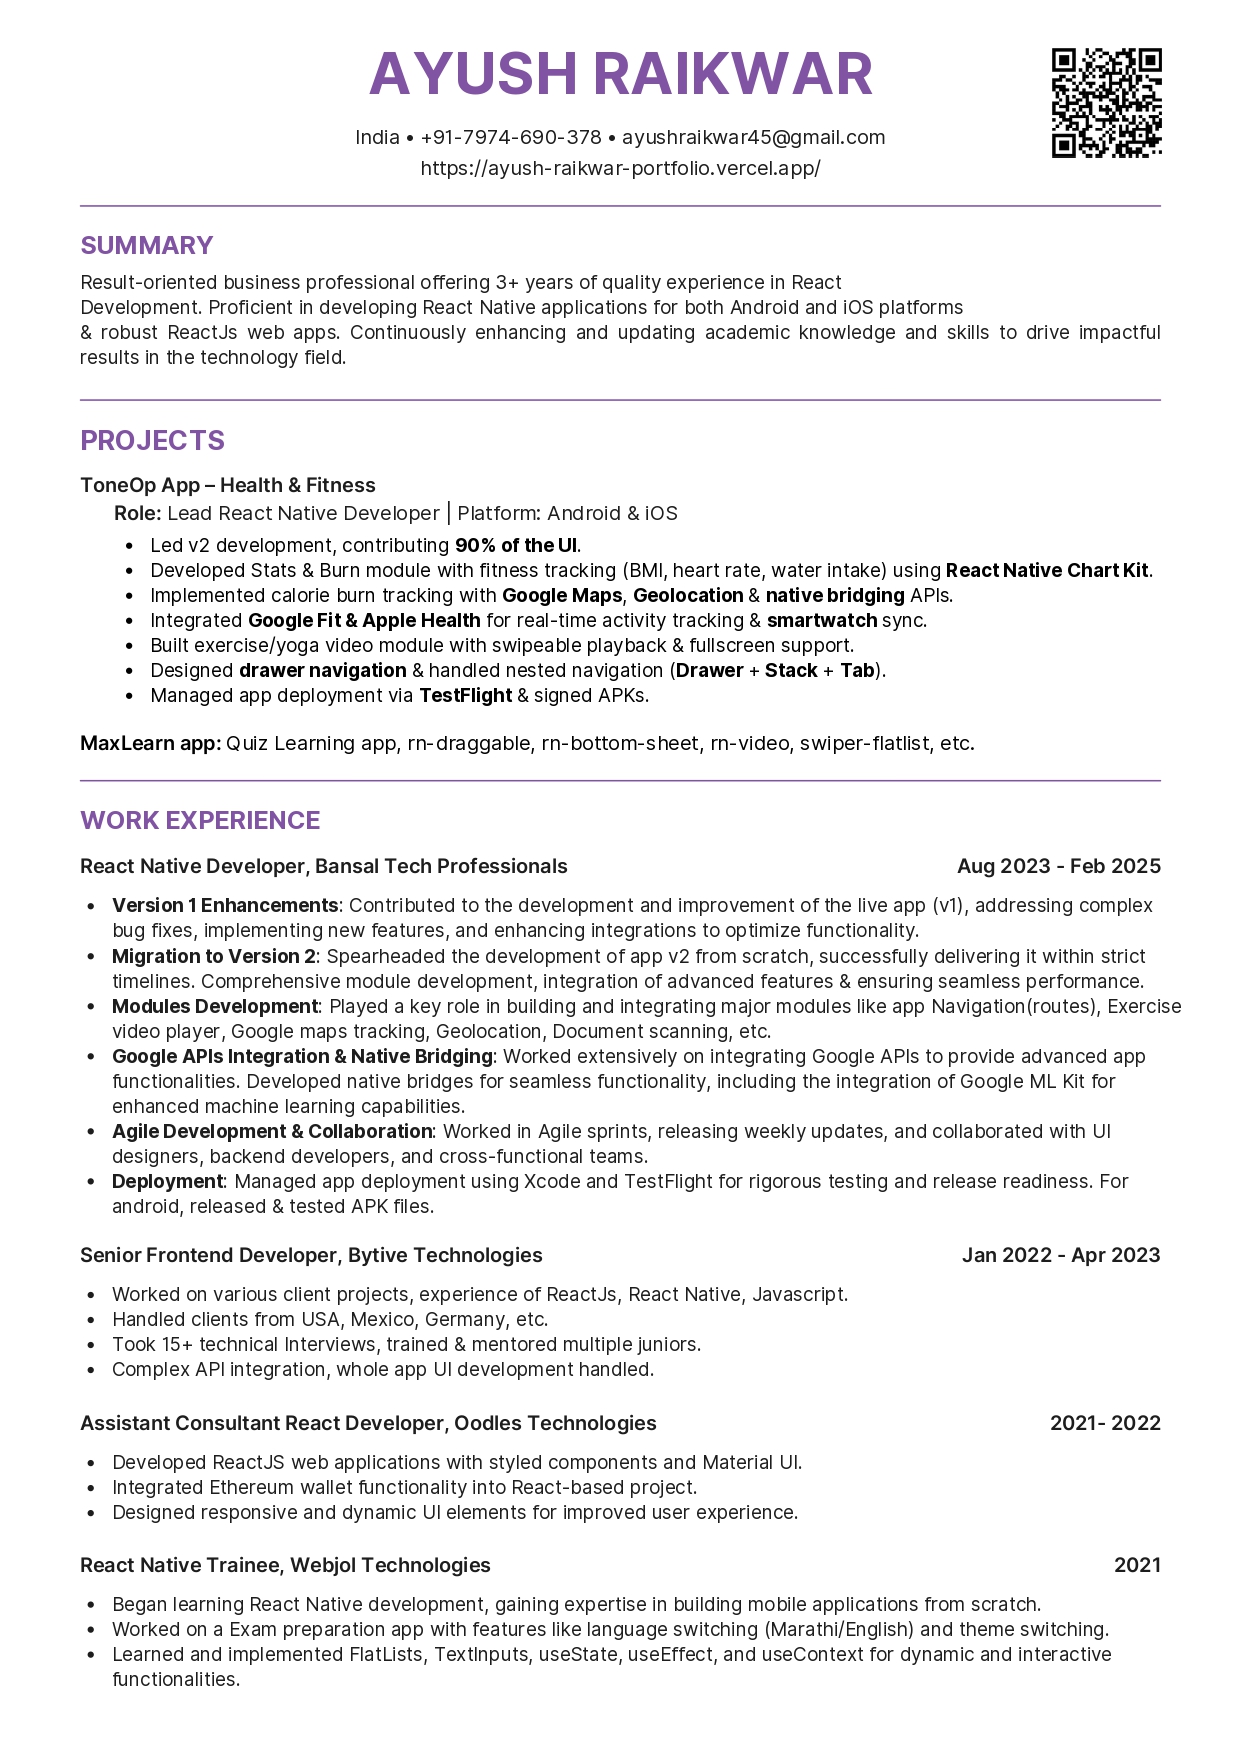 AYUSH RAIKWAR
India • +91-7974-690-378 • ayushraikwar45@gmail.com
https://ayush-raikwar-portfolio.vercel.app/
SUMMARY
Result-oriented business professional offering 3+ years of quality experience in React
Development. Proficient in developing React Native applications for both Android and iOS platforms
& robust ReactJs web apps. Continuously enhancing and updating academic knowledge and skills to drive impactful
results in the technology field.
PROJECTS
ToneOp App – Health & Fitness
Role: Lead React Native Developer | Platform: Android & iOS
• Led v2 development, contributing 90% of the UI.
• Developed Stats & Burn module with fitness tracking (BMI, heart rate, water intake) using React Native Chart Kit.
• Implemented calorie burn tracking with Google Maps, Geolocation & native bridging APIs.
• Integrated Google Fit & Apple Health for real-time activity tracking & smartwatch sync.
• Built exercise/yoga video module with swipeable playback & fullscreen support.
• Designed drawer navigation & handled nested navigation (Drawer + Stack + Tab).
• Managed app deployment via TestFlight & signed APKs.
MaxLearn app: Quiz Learning app, rn-draggable, rn-bottom-sheet, rn-video, swiper-flatlist, etc.
WORK EXPERIENCE
React Native Developer, Bansal Tech Professionals Aug 2023 - Feb 2025
• Version 1 Enhancements: Contributed to the development and improvement of the live app (v1), addressing complex
bug fixes, implementing new features, and enhancing integrations to optimize functionality.
• Migration to Version 2: Spearheaded the development of app v2 from scratch, successfully delivering it within strict
timelines. Comprehensive module development, integration of advanced features & ensuring seamless performance.
• Modules Development: Played a key role in building and integrating major modules like app Navigation(routes), Exercise
video player, Google maps tracking, Geolocation, Document scanning, etc.
• Google APIs Integration & Native Bridging: Worked extensively on integrating Google APIs to provide advanced app
functionalities. Developed native bridges for seamless functionality, including the integration of Google ML Kit for
enhanced machine learning capabilities.
• Agile Development & Collaboration: Worked in Agile sprints, releasing weekly updates, and collaborated with UI
designers, backend developers, and cross-functional teams.
• Deployment: Managed app deployment using Xcode and TestFlight for rigorous testing and release readiness. For
android, released & tested APK files.
Senior Frontend Developer, Bytive Technologies Jan 2022 - Apr 2023
• Worked on various client projects, experience of ReactJs, React Native, Javascript.
• Handled clients from USA, Mexico, Germany, etc.
• Took 15+ technical Interviews, trained & mentored multiple juniors.
• Complex API integration, whole app UI development handled.
Assistant Consultant React Developer, Oodles Technologies 2021- 2022
• Developed ReactJS web applications with styled components and Material UI.
• Integrated Ethereum wallet functionality into React-based project.
• Designed responsive and dynamic UI elements for improved user experience.
React Native Trainee, Webjol Technologies 2021
• Began learning React Native development, gaining expertise in building mobile applications from scratch.
• Worked on a Exam preparation app with features like language switching (Marathi/English) and theme switching.
• Learned and implemented FlatLists, TextInputs, useState, useEffect, and useContext for dynamic and interactive
functionalities.